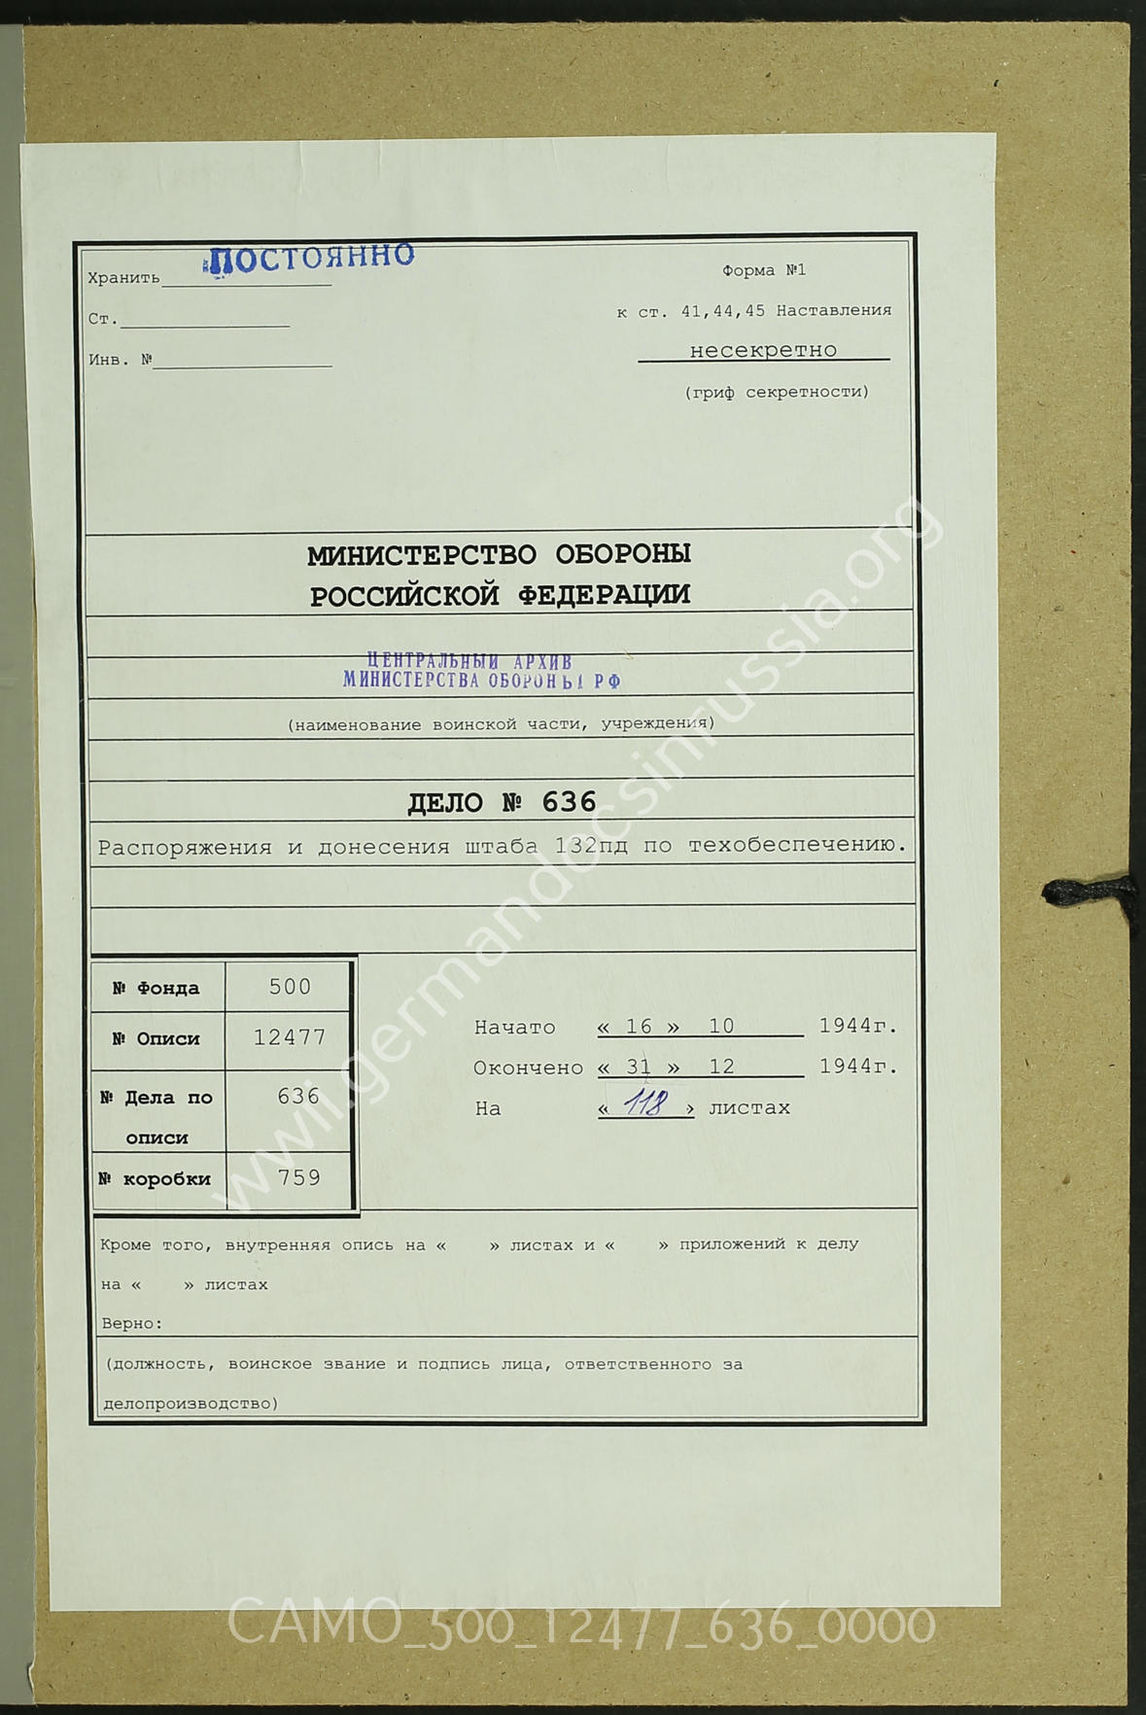 ПОСТОЯННО
Хранить
Форма №1
Ст.
к ст. 41,44,45 Наставления
Инв. №
несекретно
(гриф секретности)
МИНИСТЕРСТВО ОБОРОНЫ
РОССИЙСКОЙ ФЕДЕРАЦИИ
ЦЕНТРАЛЬНЫЙ АРХИВ
МИНИСТЕРСТВА ОБОРОНЫ РФ
(наименование воинской части, учреждения)
ДЕЛО № 636
Распоряжения и донесения штаба 132пд по техобеспечению.
№ Фонда 500
№ Описи 12477
№ Дела по описи 636
№ коробки 759
Начато « 16 » 10 1944г.
Окончено « 31 » 12 1944г.
На « 118 » листах
Кроме того, внутренняя опись на « » листах и « » приложений к делу
на « » листах
Верно:
(должность, воинское звание и подпись лица, ответственного за
делопроизводство)
www.germandocsinrussia.org
CAMO_500_12477_636_0000